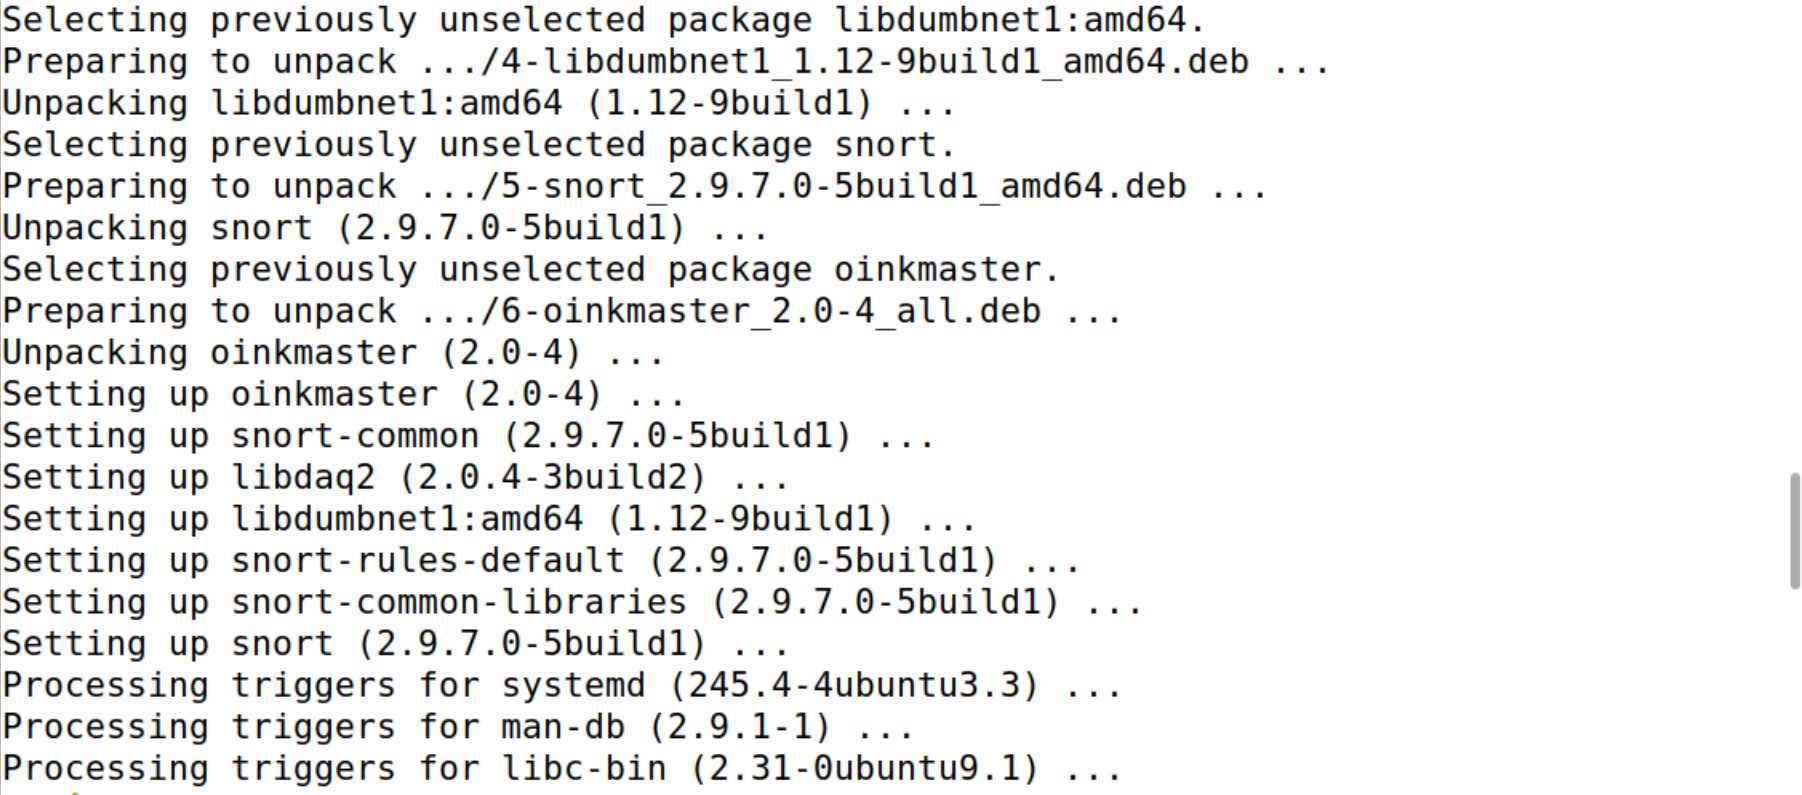 Selecting previously unselected package libdumbnet1:amd64.
Preparing to unpack .../4-libdumbnet1_1.12-9build1_amd64.deb ...
Unpacking libdumbnet1:amd64 (1.12-9build1) ...
Selecting previously unselected package snort.
Preparing to unpack .../5-snort_2.9.7.0-5build1_amd64.deb ...
Unpacking snort (2.9.7.0-5build1) ...
Selecting previously unselected package oinkmaster.
Preparing to unpack .../6-oinkmaster_2.0-4_all.deb ...
Unpacking oinkmaster (2.0-4) ...
Setting up oinkmaster (2.0-4) ...
Setting up snort-common (2.9.7.0-5build1) ...
Setting up libdaq2 (2.0.4-3build2) ...
Setting up libdumbnet1:amd64 (1.12-9build1) ...
Setting up snort-rules-default (2.9.7.0-5build1) ...
Setting up snort-common-libraries (2.9.7.0-5build1) ...
Setting up snort (2.9.7.0-5build1) ...
Processing triggers for systemd (245.4-4ubuntu3.3) ...
Processing triggers for man-db (2.9.1-1) ...
Processing triggers for libc-bin (2.31-0ubuntu9.1) ...